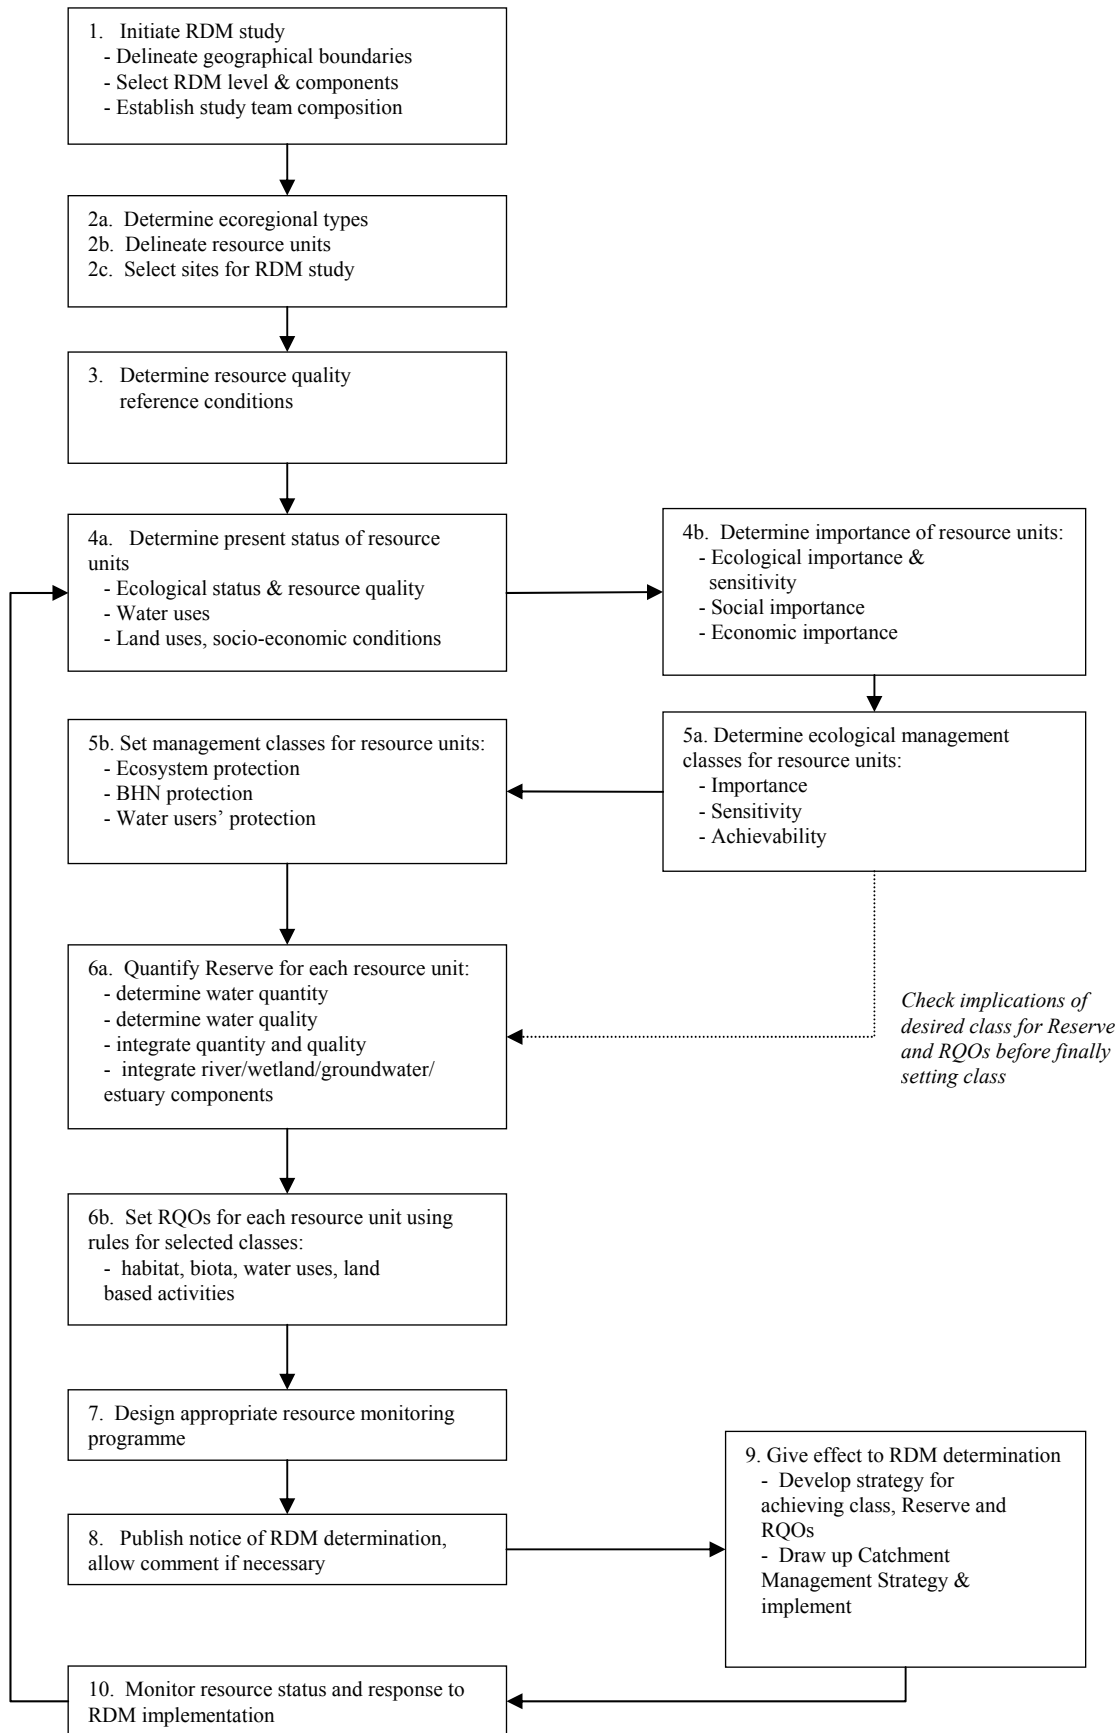 1. Initiate RDM study
- Delineate geographical boundaries
- Select RDM level & components
- Establish study team composition
2a. Determine ecoregional types
2b. Delineate resource units
2c. Select sites for RDM study
3. Determine resource quality
reference conditions
4a. Determine present status of resource
units
- Ecological status & resource quality
- Water uses
- Land uses, socio-economic conditions
4b. Determine importance of resource units:
- Ecological importance &
sensitivity
- Social importance
- Economic importance
5a. Determine ecological management
classes for resource units:
- Importance
- Sensitivity
- Achievability
5b. Set management classes for resource units:
- Ecosystem protection
- BHN protection
- Water users’ protection
6a. Quantify Reserve for each resource unit:
- determine water quantity
- determine water quality
- integrate quantity and quality
- integrate river/wetland/groundwater/
estuary components
Check implications of
desired class for Reserve
and RQOs before finally
setting class
6b. Set RQOs for each resource unit using
rules for selected classes:
- habitat, biota, water uses, land
based activities
7. Design appropriate resource monitoring
programme
8. Publish notice of RDM determination,
allow comment if necessary
9. Give effect to RDM determination
- Develop strategy for
achieving class, Reserve and
RQOs
- Draw up Catchment
Management Strategy &
implement
10. Monitor resource status and response to
RDM implementation